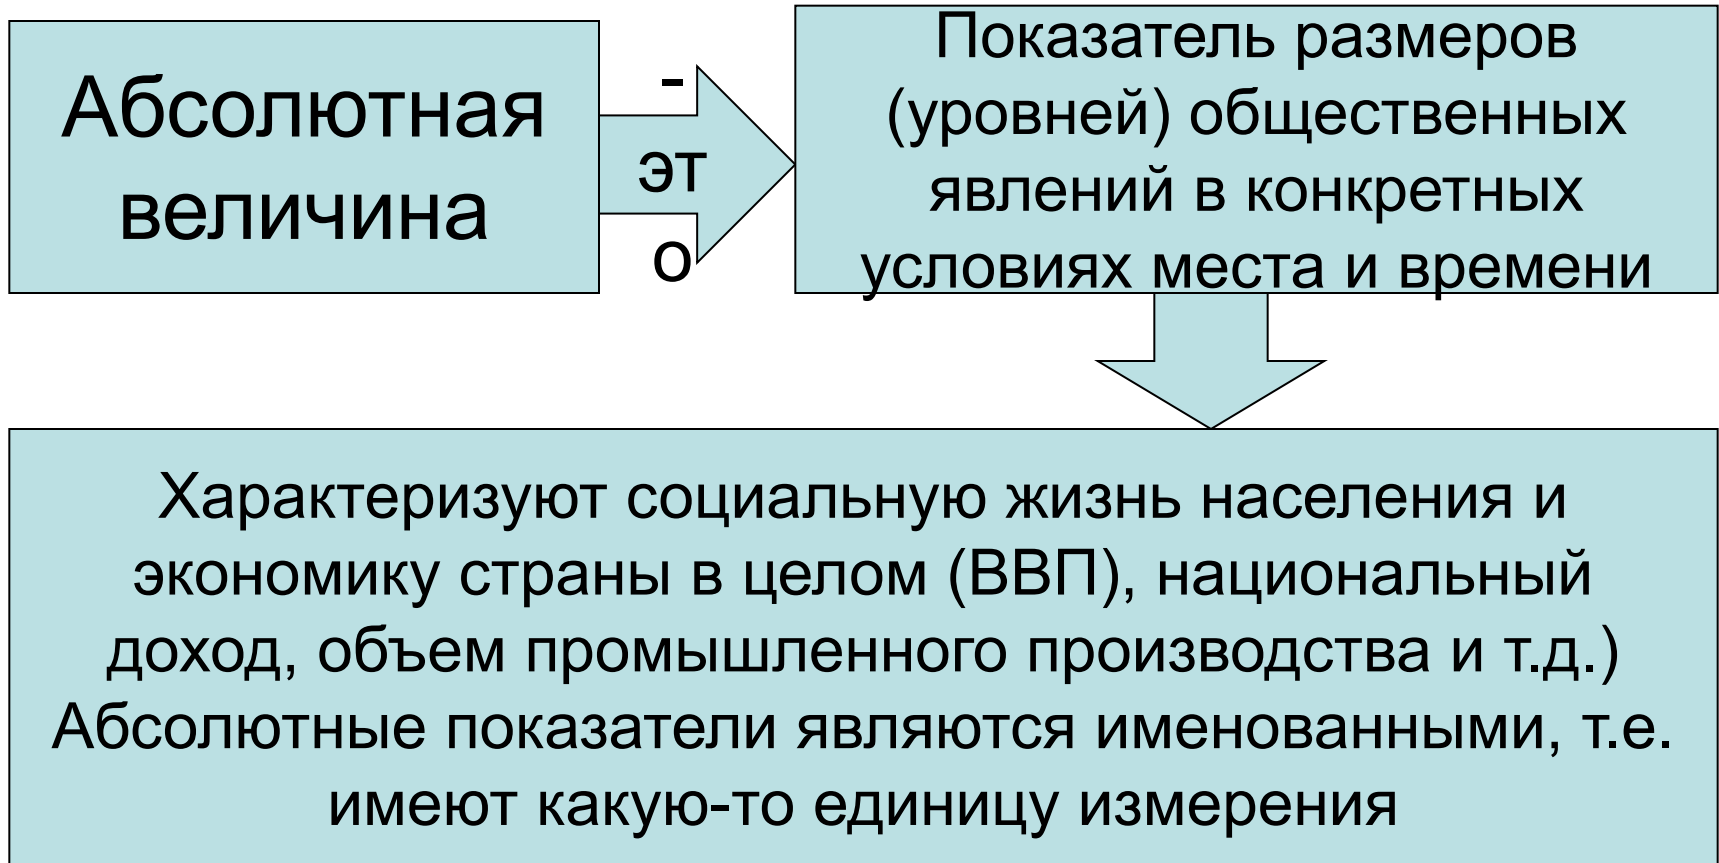 Абсолютная
величина
-
эт
о
Показатель размеров
(уровней) общественных
явлений в конкретных
условиях места и времени
Характеризуют социальную жизнь населения и
экономику страны в целом (ВВП), национальный
доход, объем промышленного производства и т.д.)
Абсолютные показатели являются именованными, т.е.
имеют какую-то единицу измерения